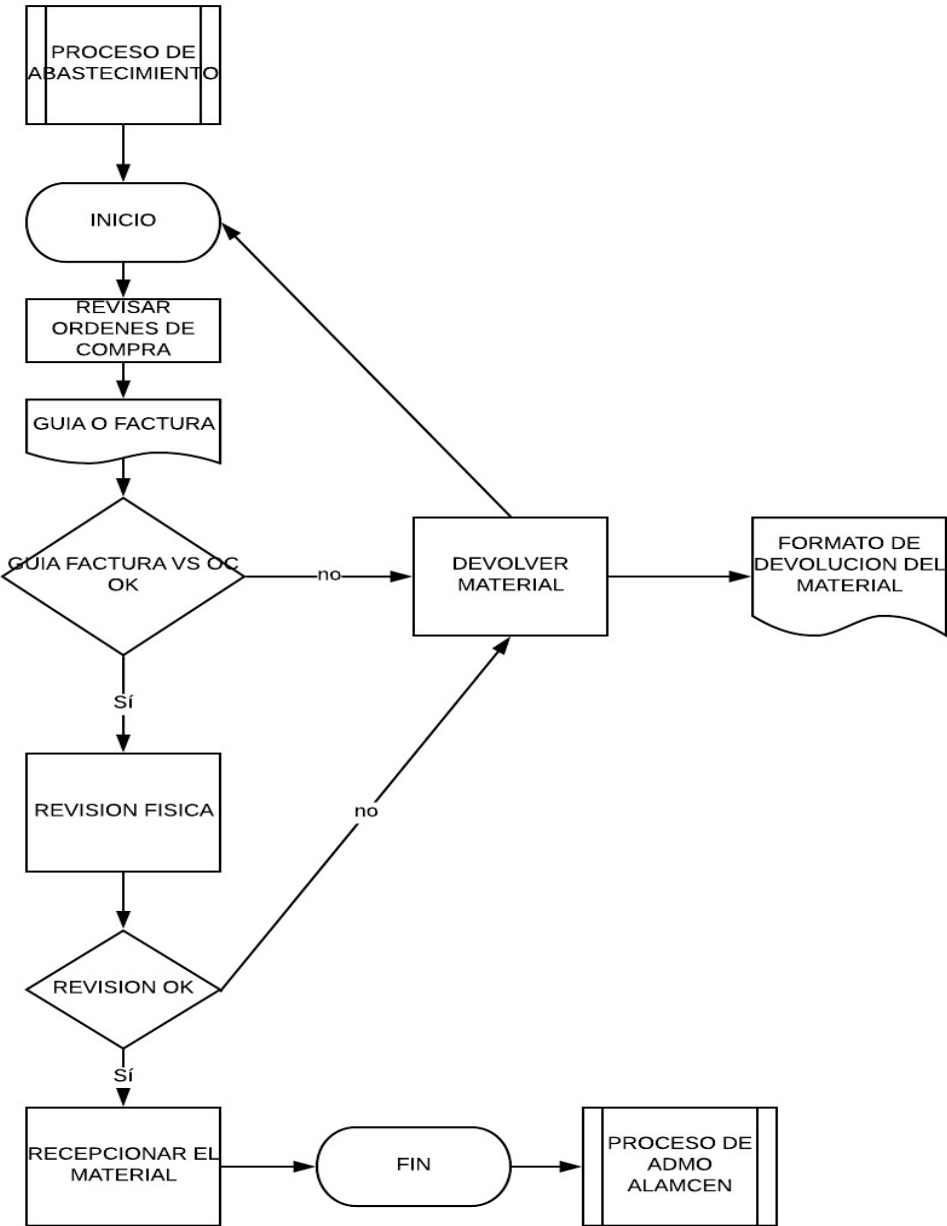 PROCESO DE
ABASTECIMIENTO
INICIO
REVISAR
ORDENES DE
COMPRA
GUIA O FACTURA
GUIA FACTURA VS OC
OK
no
DEVOLVER
MATERIAL
FORMATO DE
DEVOLUCION DEL
MATERIAL
Sí
REVISION FISICA
no
REVISION OK
Sí
RECEPCIONAR EL
MATERIAL
FIN
PROCESO DE
ADMO
ALAMCEN